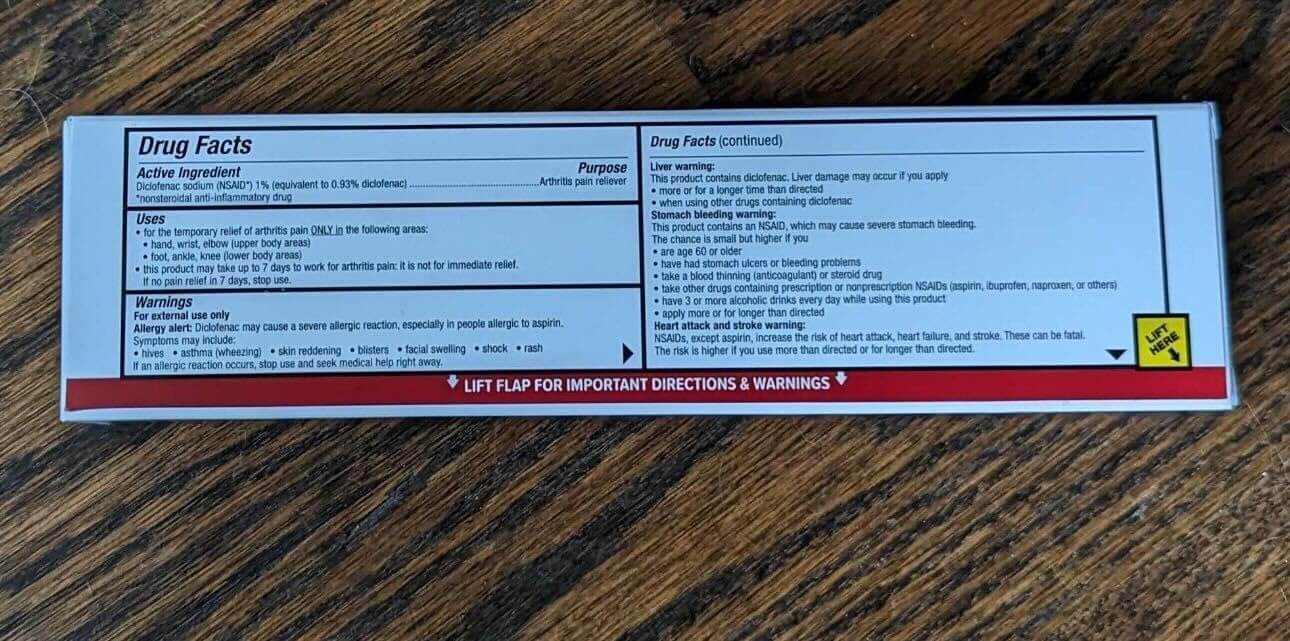 Drug Facts
Active Ingredient Purpose
Diclofenac sodium (NSAID*) 1% (equivalent to 0.93% diclofenac) ..........................................Arthritis pain reliever
*nonsteroidal anti-inflammatory drug
Uses
• for the temporary relief of arthritis pain ONLY in the following areas:
• hand, wrist, elbow (upper body areas)
• foot, ankle, knee (lower body areas)
• this product may take up to 7 days to work for arthritis pain: it is not for immediate relief.
If no pain relief in 7 days, stop use.
Warnings
For external use only
Allergy alert: Diclofenac may cause a severe allergic reaction, especially in people allergic to aspirin.
Symptoms may include:
• hives • asthma (wheezing) • skin reddening • blisters • facial swelling • shock • rash
If an allergic reaction occurs, stop use and seek medical help right away.
Drug Facts (continued)
Liver warning:
This product contains diclofenac. Liver damage may occur if you apply
• more or for a longer time than directed
• when using other drugs containing diclofenac
Stomach bleeding warning:
This product contains an NSAID, which may cause severe stomach bleeding.
The chance is small but higher if you
• are age 60 or older
• have had stomach ulcers or bleeding problems
• take a blood thinning (anticoagulant) or steroid drug
• take other drugs containing prescription or nonprescription NSAIDs (aspirin, ibuprofen, naproxen, or others)
• have 3 or more alcoholic drinks every day while using this product
• apply more or for longer than directed
Heart attack and stroke warning:
NSAIDs, except aspirin, increase the risk of heart attack, heart failure, and stroke. These can be fatal.
The risk is higher if you use more than directed or for longer than directed.
LIFT
HERE
LIFT FLAP FOR IMPORTANT DIRECTIONS & WARNINGS